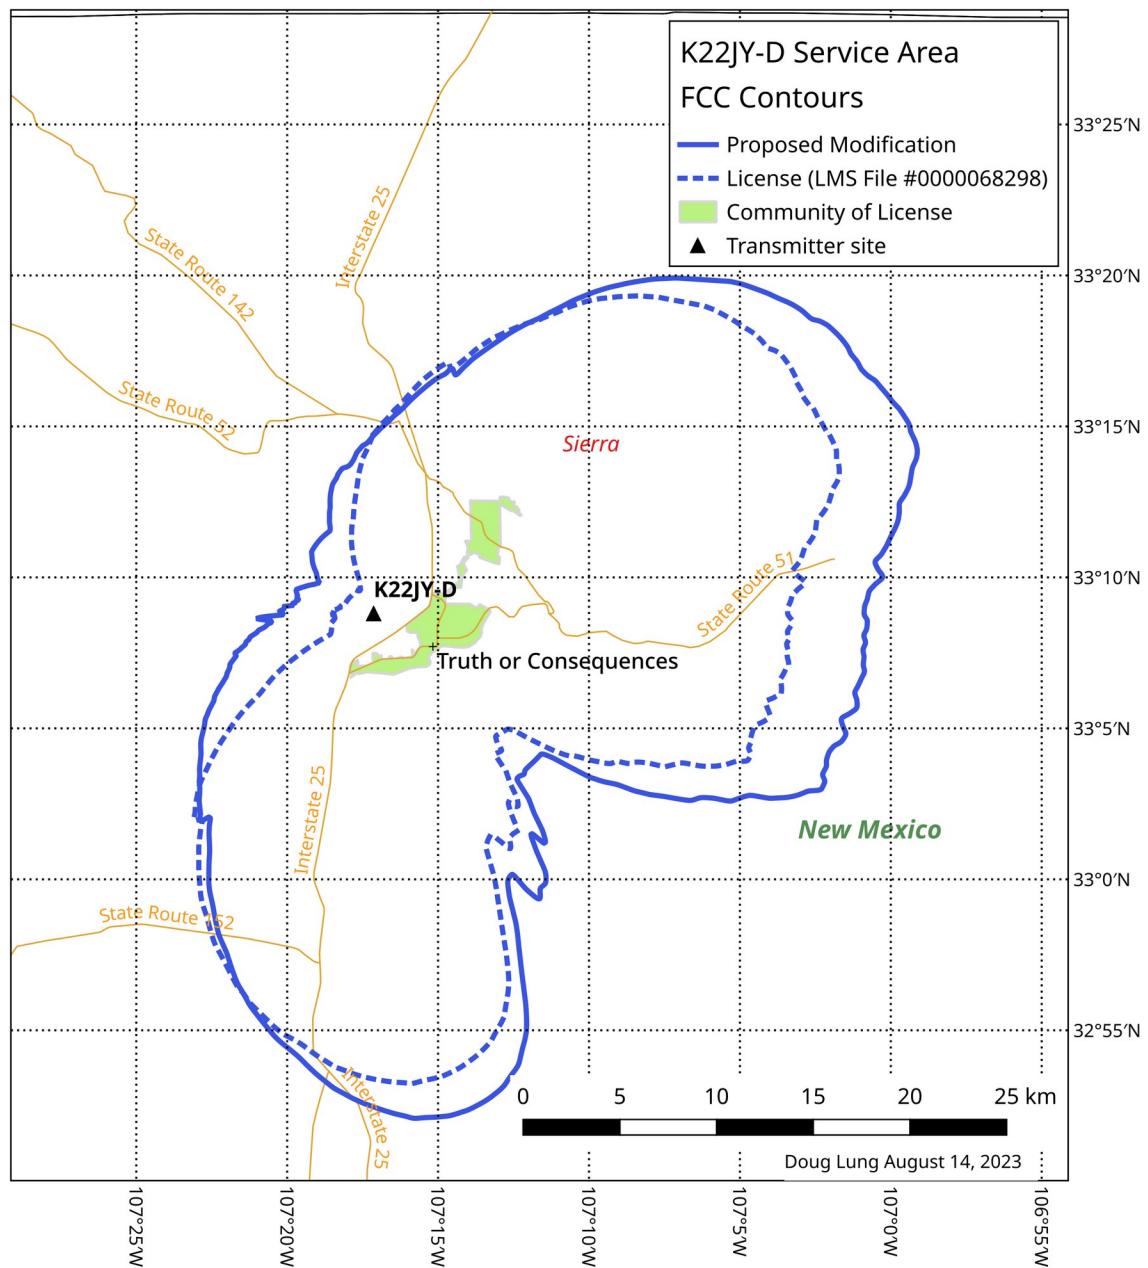 K22JY-D Service Area
FCC Contours
Proposed Modification
License (LMS File #0000068298)
Community of License
Transmitter site
33°25′N
33°20′N
33°15′N
33°10′N
33°5′N
33°0′N
32°55′N
Interstate 25
State Route 142
State Route 52
Sierra
K22JY-D
State Route 51
Truth or Consequences
Interstate 25
New Mexico
State Route 152
Interstate 25
0 5 10 15 20 25 km
Doug Lung August 14, 2023
107°25′W
107°20′W
107°15′W
107°10′W
107°5′W
107°0′W
106°55′W